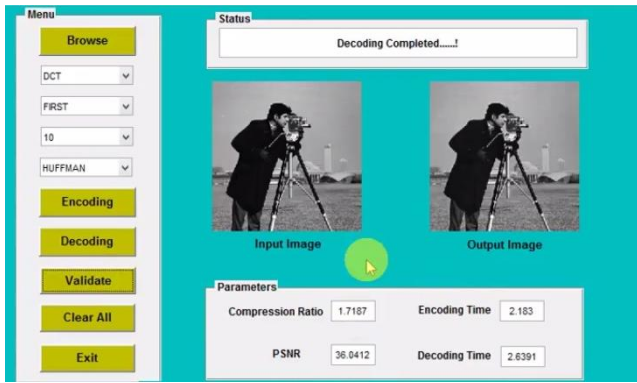 Menu
Browse
DCT
FIRST
10
HUFFMAN
Encoding
Decoding
Validate
Clear All
Exit
Status
Decoding Completed......!
Input Image
Output Image
Parameters
Compression Ratio 1.7187
Encoding Time 2.183
PSNR 36.0412
Decoding Time 2.6391